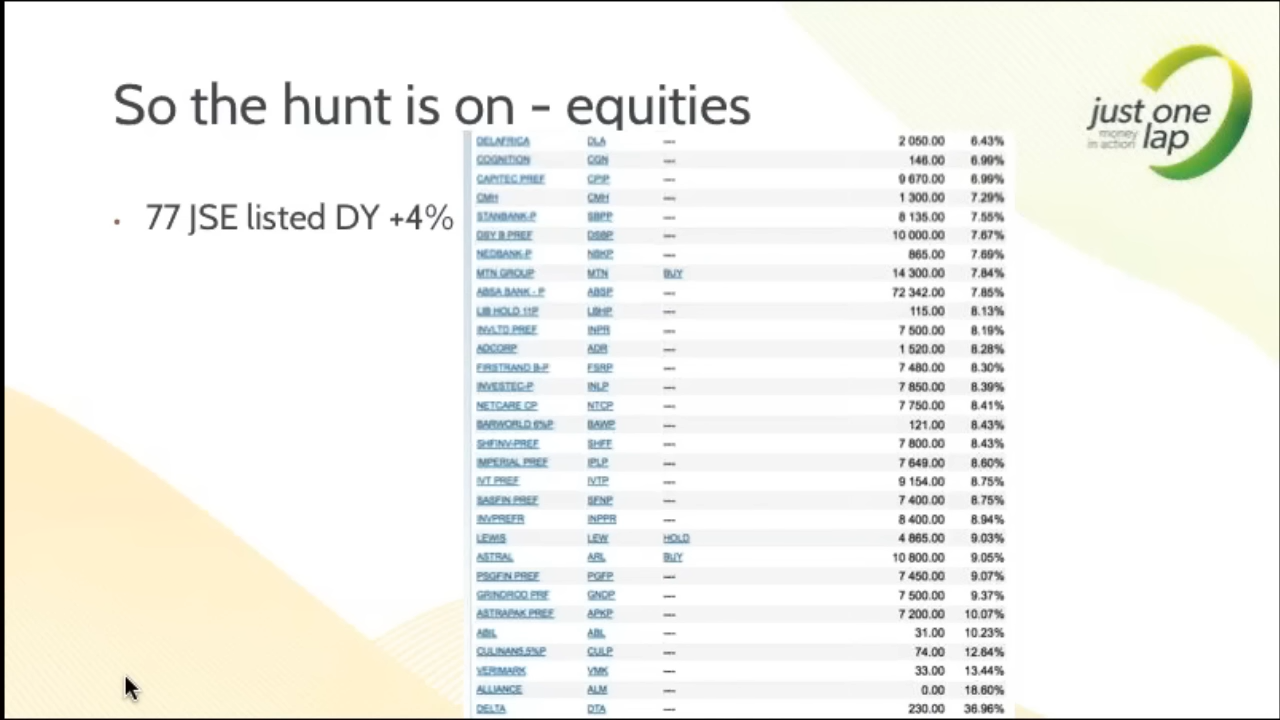 So the hunt is on - equities
just one lap
money in action
• 77 JSE listed DY +4%
DELAFRICA DLA --- 2 050.00 6.43%
COGNITION CGN --- 146.00 6.99%
CAPITEC PREF CPIP --- 9 670.00 6.99%
CMH CMH --- 1 300.00 7.29%
STANBANK-P SBPP --- 8 135.00 7.55%
DSY B PREF DSBP --- 10 000.00 7.67%
NEDBANK-P NBKP --- 865.00 7.69%
MTN GROUP MTN BUY 14 300.00 7.84%
ABSA BANK - P ABSP --- 72 342.00 7.85%
LIB HOLD 11P LBHP --- 115.00 8.13%
INVLTD PREF INPR --- 7 500.00 8.19%
ADCORP ADR --- 1 520.00 8.28%
FIRSTRAND B-P FSRP --- 7 480.00 8.30%
INVESTEC-P INLP --- 7 850.00 8.39%
NETCARE CP NTCP --- 7 750.00 8.41%
BARWORLD 6%P BAWP --- 121.00 8.43%
SHFINV-PREF SHFF --- 7 800.00 8.43%
IMPERIAL PREF IPLP --- 7 649.00 8.60%
IVT PREF IVTP --- 9 154.00 8.75%
SASFIN PREF SFNP --- 7 400.00 8.75%
INVPREFR INPPR --- 8 400.00 8.94%
LEWIS LEW HOLD 4 865.00 9.03%
ASTRAL ARL BUY 10 800.00 9.05%
PSGFIN PREF PGFP --- 7 450.00 9.07%
GRINDROD PRF GNDP --- 7 500.00 9.37%
ASTRAPAK PREF APKP --- 7 200.00 10.07%
ABIL ABL --- 31.00 10.23%
CULINAN5,5%P CULP --- 74.00 12.64%
VERIMARK VMK --- 33.00 13.44%
ALLIANCE ALM --- 0.00 18.60%
DELTA DTA --- 230.00 36.96%